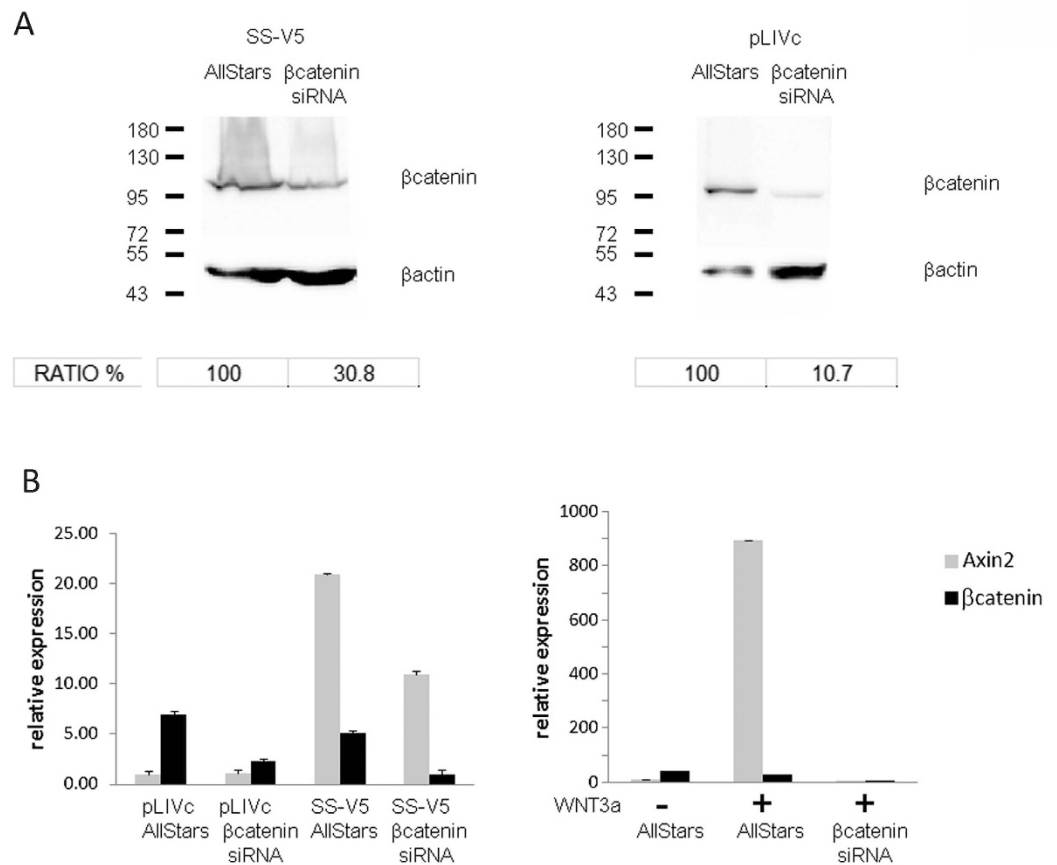 A
SS-V5
AllStars βcatenin
siRNA
180
130
95
72
55
43
βcatenin
βactin
pLIVc
AllStars βcatenin
siRNA
180
130
95
72
55
43
βcatenin
βactin
RATIO % 100 30.8
100 10.7
B
relative expression
25.00
20.00
15.00
10.00
5.00
0.00
pLIVc pLIVc SS-V5 SS-V5
AllStars βcatenin AllStars βcatenin
siRNA siRNA
relative expression
1000
800
600
400
200
0
WNT3a - + +
AllStars AllStars βcatenin
siRNA
Axin2
βcatenin